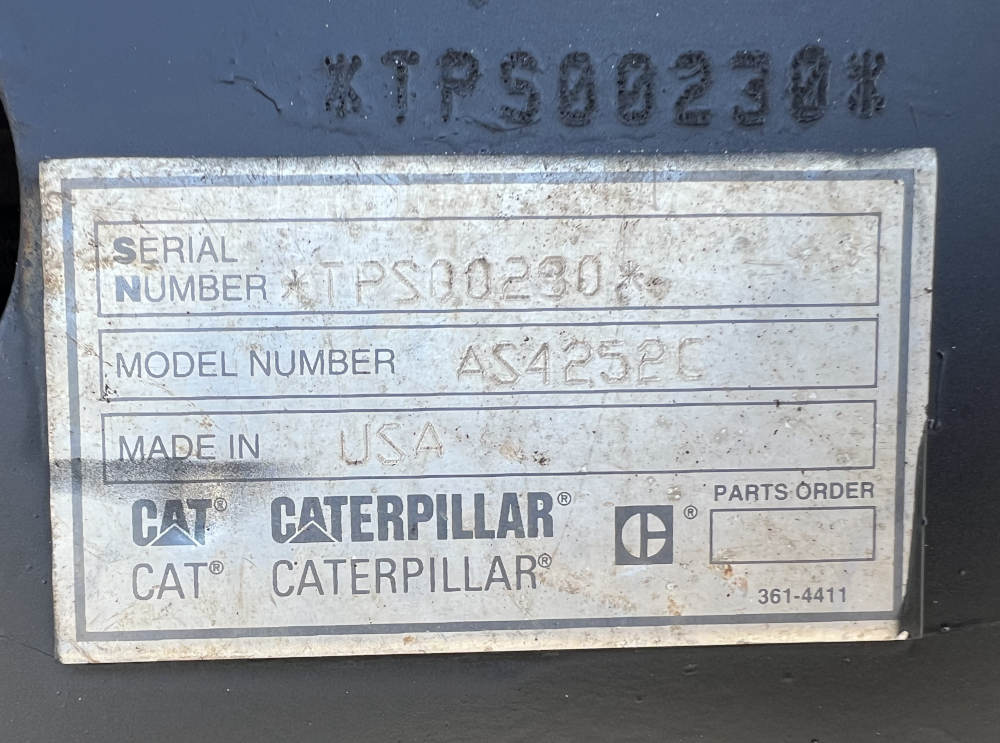 *TPS00230*
SERIAL
NUMBER *TPS00230*
MODEL NUMBER AS4252C
MADE IN USA
CAT® CATERPILLAR® ®
CAT® CATERPILLAR®
PARTS ORDER
361-4411